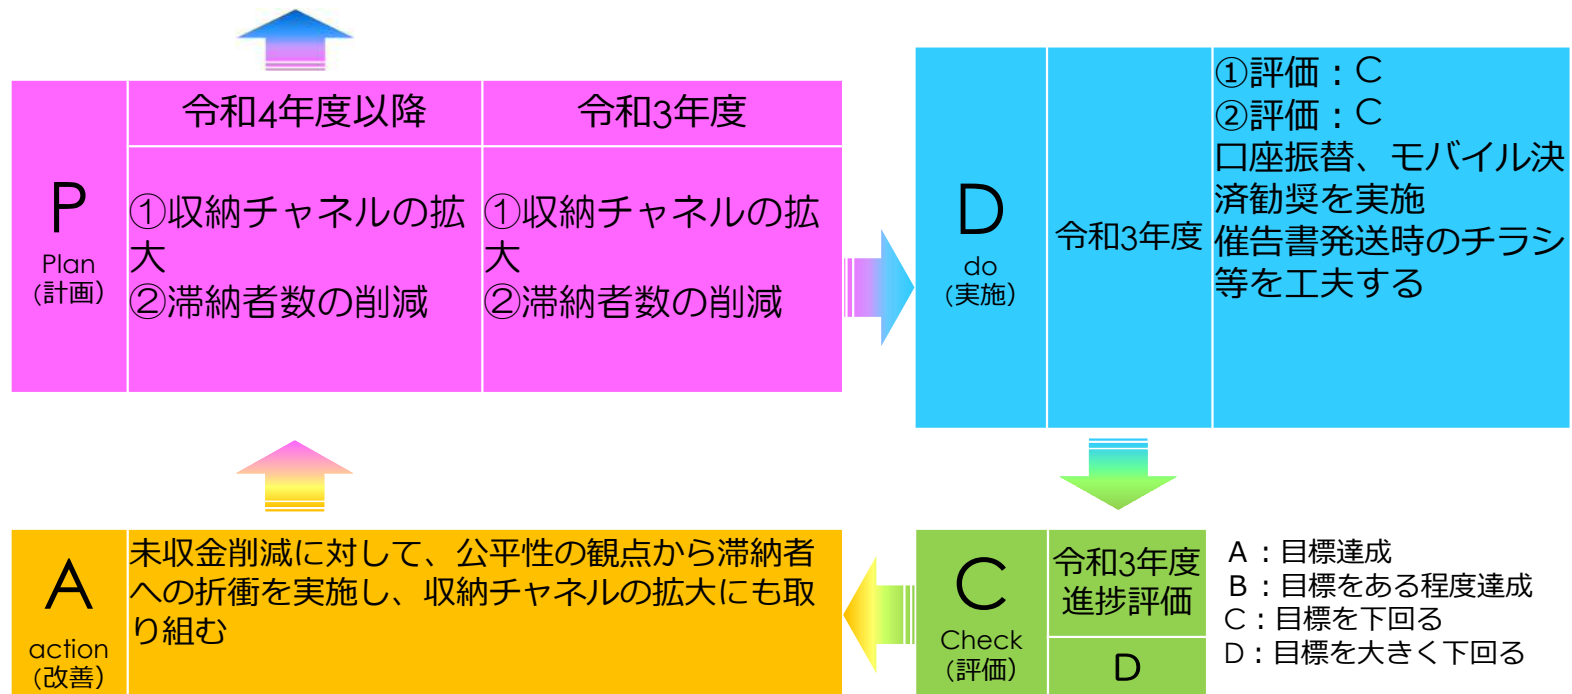 P
Plan
（計画）
令和4年度以降
令和3年度
①収納チャネルの拡
大
②滞納者数の削減
①収納チャネルの拡
大
②滞納者数の削減
D
do
（実施）
令和3年度
①評価：C
②評価：C
口座振替、モバイル決
済勧奨を実施
催告書発送時のチラシ
等を工夫する
C
Check
（評価）
令和3年度
進捗評価
D
A：目標達成
B：目標をある程度達成
C：目標を下回る
D：目標を大きく下回る
A
action
（改善）
未収金削減に対して、公平性の観点から滞納者
への折衝を実施し、収納チャネルの拡大にも取
り組む